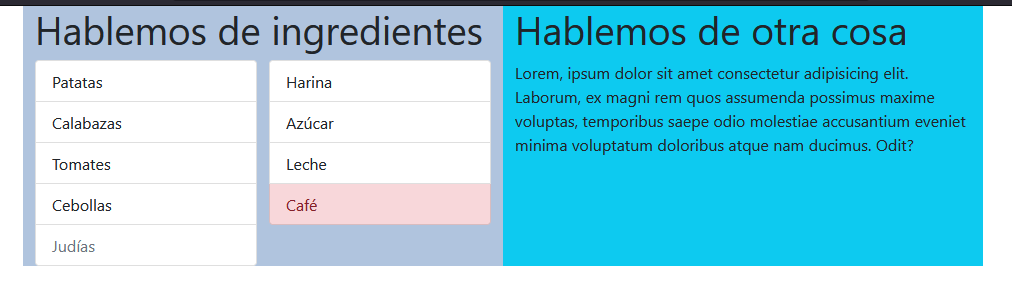 Hablemos de ingredientes
Patatas
Calabazas
Tomates
Cebollas
Judías
Harina
Azúcar
Leche
Café
Hablemos de otra cosa
Lorem, ipsum dolor sit amet consectetur adipisicing elit.
Laborum, ex magni rem quos assumenda possimus maxime
voluptas, temporibus saepe odio molestiae accusantium eveniet
minima voluptatum doloribus atque nam ducimus. Odit?